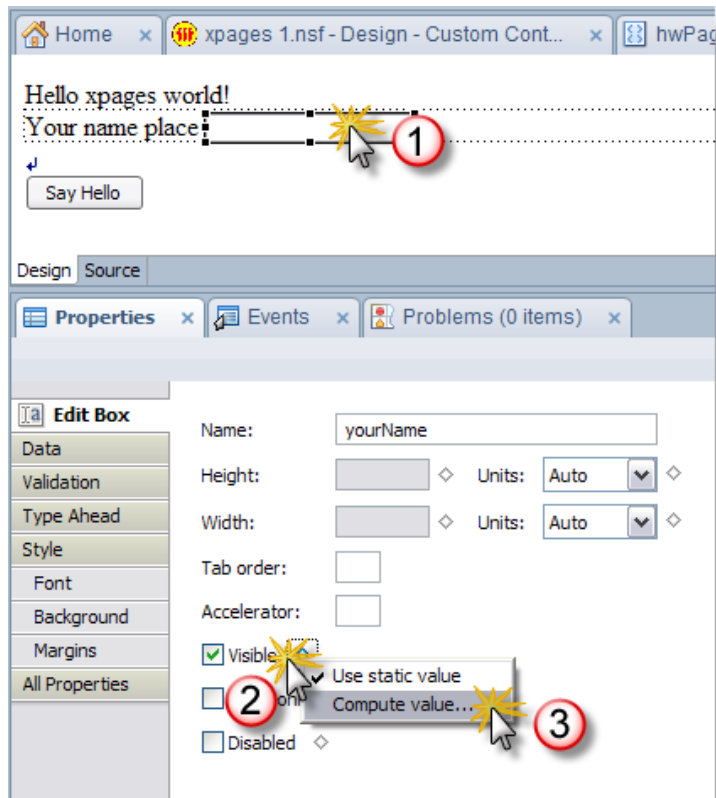 Home × xpages 1.nsf - Design - Custom Cont... × hwPag
Hello xpages world!
Your name place
1
Say Hello
Design Source
Properties × Events × Problems (0 items) ×
Edit Box
Data
Validation
Type Ahead
Style
Font
Background
Margins
All Properties
Name: yourName
Height: Units: Auto
Width: Units: Auto
Tab order:
Accelerator:
Visible
Use static value
2
Compute value...
3
Disabled